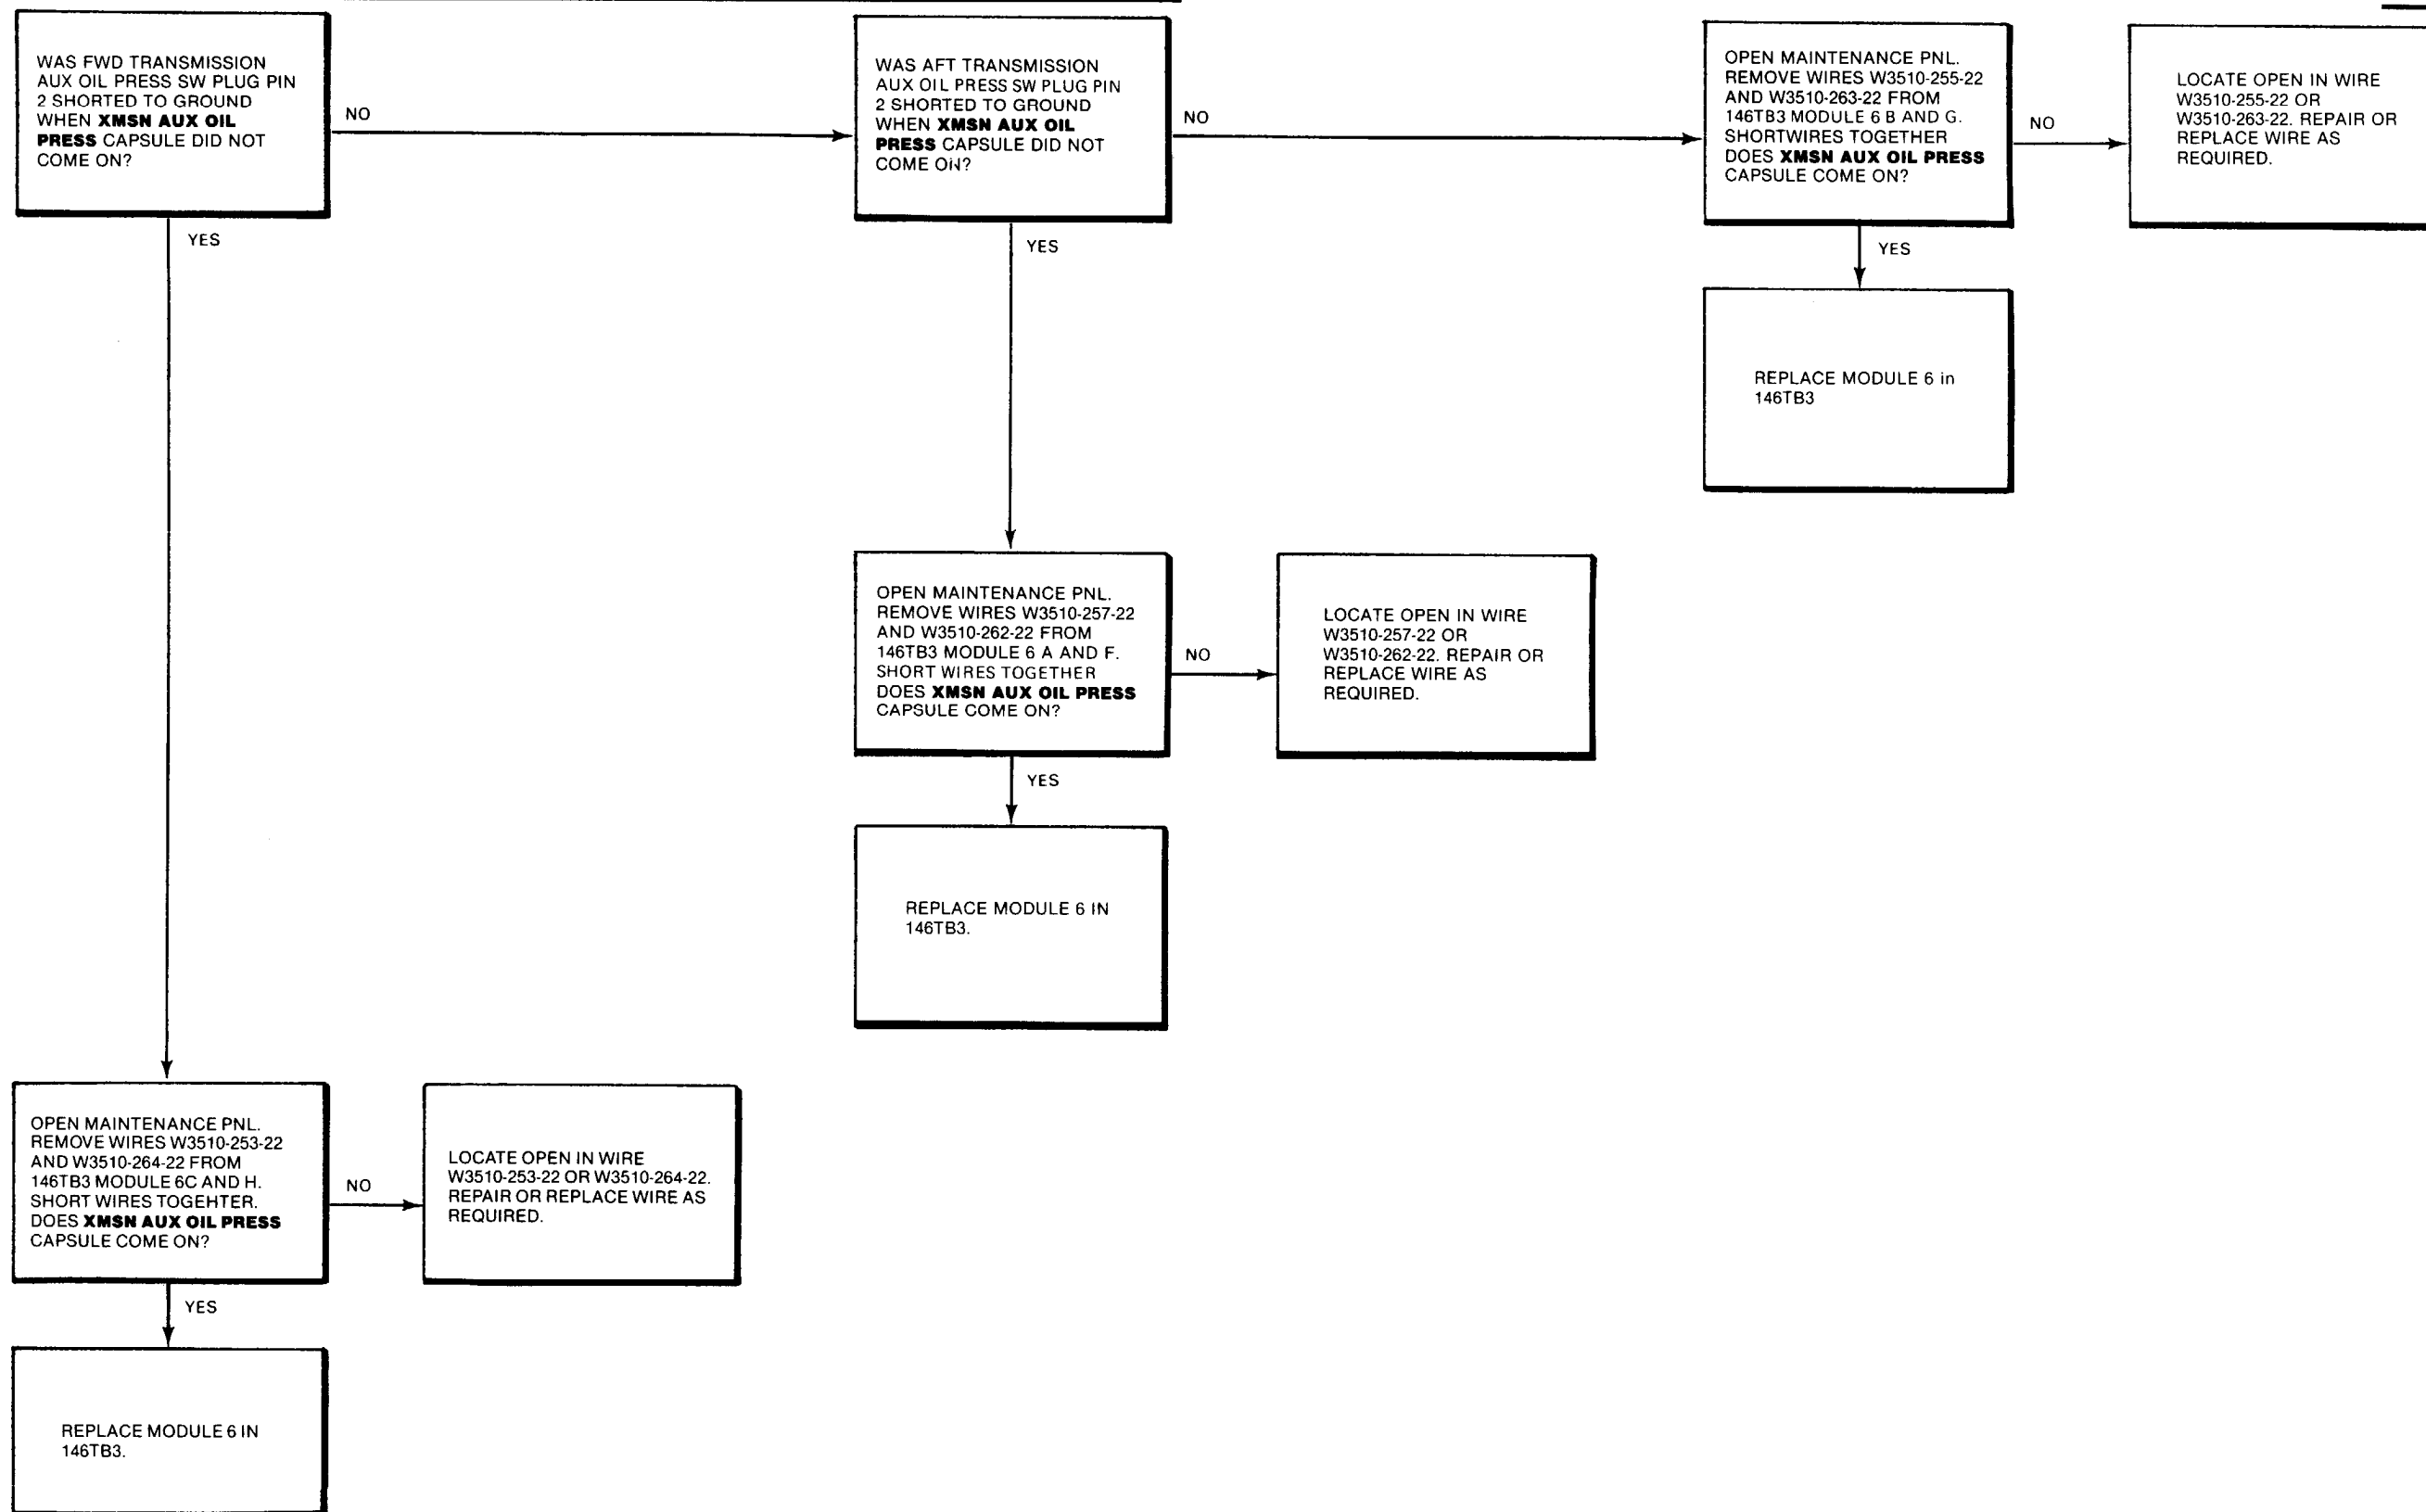 WAS FWD TRANSMISSION
AUX OIL PRESS SW PLUG PIN
2 SHORTED TO GROUND
WHEN XMSN AUX OIL
PRESS CAPSULE DID NOT
COME ON?
NO
YES
WAS AFT TRANSMISSION
AUX OIL PRESS SW PLUG PIN
2 SHORTED TO GROUND
WHEN XMSN AUX OIL
PRESS CAPSULE DID NOT
COME ON?
NO
YES
OPEN MAINTENANCE PNL.
REMOVE WIRES W3510-255-22
AND W3510-263-22 FROM
146TB3 MODULE 6 B AND G.
SHORTWIRES TOGETHER
DOES XMSN AUX OIL PRESS
CAPSULE COME ON?
NO
YES
LOCATE OPEN IN WIRE
W3510-255-22 OR
W3510-263-22. REPAIR OR
REPLACE WIRE AS
REQUIRED.
REPLACE MODULE 6 in
146TB3
OPEN MAINTENANCE PNL.
REMOVE WIRES W3510-257-22
AND W3510-262-22 FROM
146TB3 MODULE 6 A AND F.
SHORT WIRES TOGETHER
DOES XMSN AUX OIL PRESS
CAPSULE COME ON?
NO
YES
LOCATE OPEN IN WIRE
W3510-257-22 OR
W3510-262-22. REPAIR OR
REPLACE WIRE AS
REQUIRED.
REPLACE MODULE 6 IN
146TB3.
OPEN MAINTENANCE PNL.
REMOVE WIRES W3510-253-22
AND W3510-264-22 FROM
146TB3 MODULE 6C AND H.
SHORT WIRES TOGEHTER.
DOES XMSN AUX OIL PRESS
CAPSULE COME ON?
NO
YES
LOCATE OPEN IN WIRE
W3510-253-22 OR W3510-264-22.
REPAIR OR REPLACE WIRE AS
REQUIRED.
REPLACE MODULE 6 IN
146TB3.